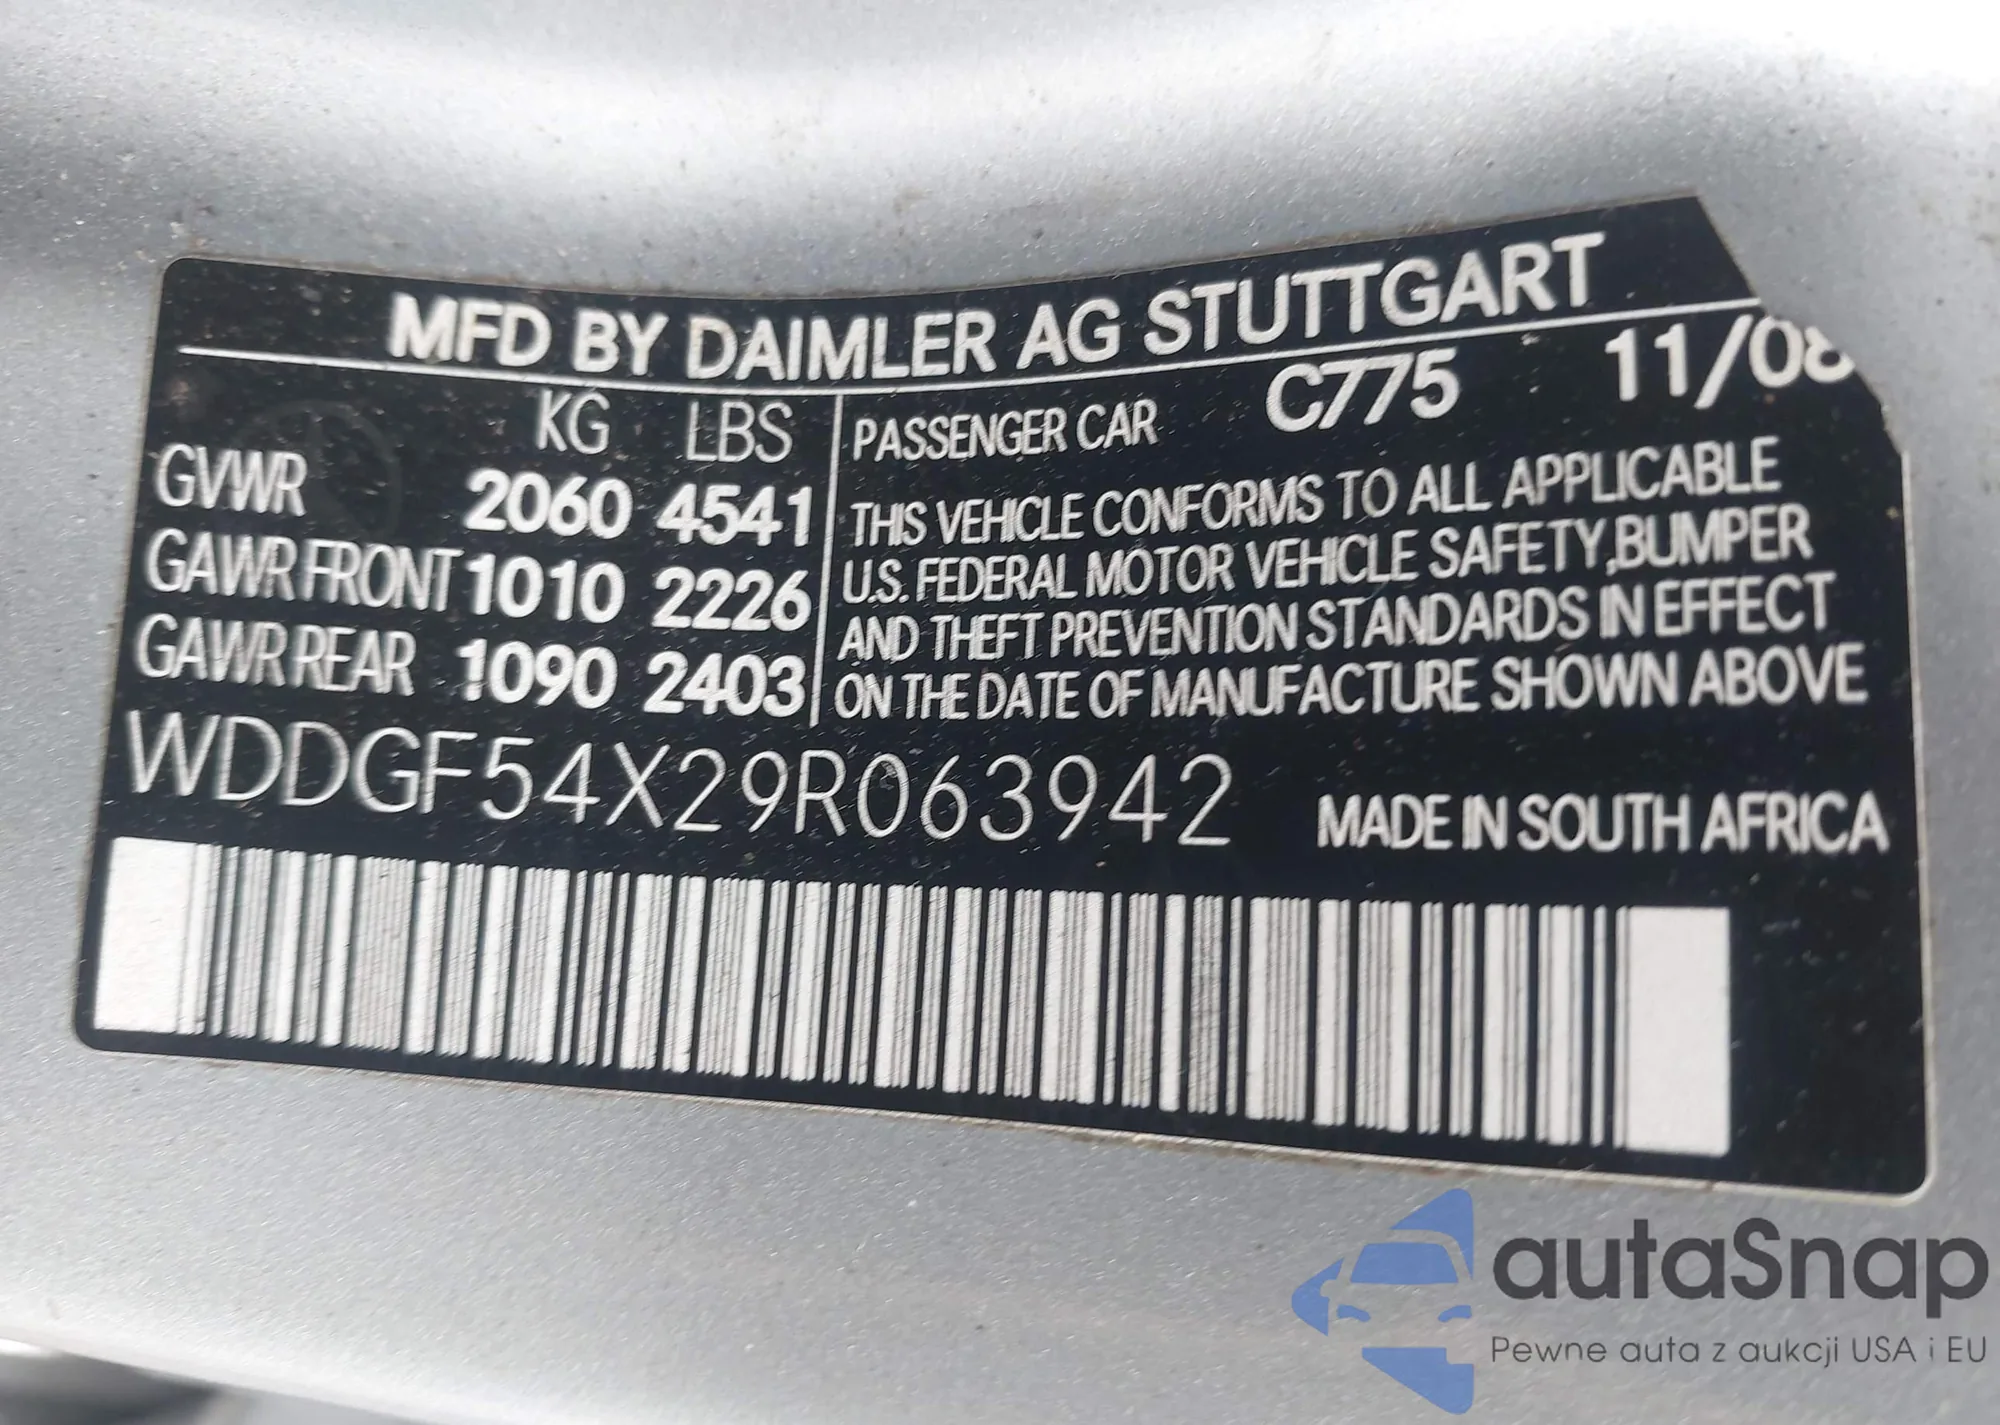 MFD BY DAIMLER AG STUTTGART
KG LBS
GVWR 2060 4541
GAWR FRONT 1010 2226
GAWR REAR 1090 2403
PASSENGER CAR C775 11/08
THIS VEHICLE CONFORMS TO ALL APPLICABLE
U.S. FEDERAL MOTOR VEHICLE SAFETY,BUMPER
AND THEFT PREVENTION STANDARDS IN EFFECT
ON THE DATE OF MANUFACTURE SHOWN ABOVE
WDDGF54X29R063942
MADE IN SOUTH AFRICA
autaSnap
Pewne auta z aukcji USA i EU